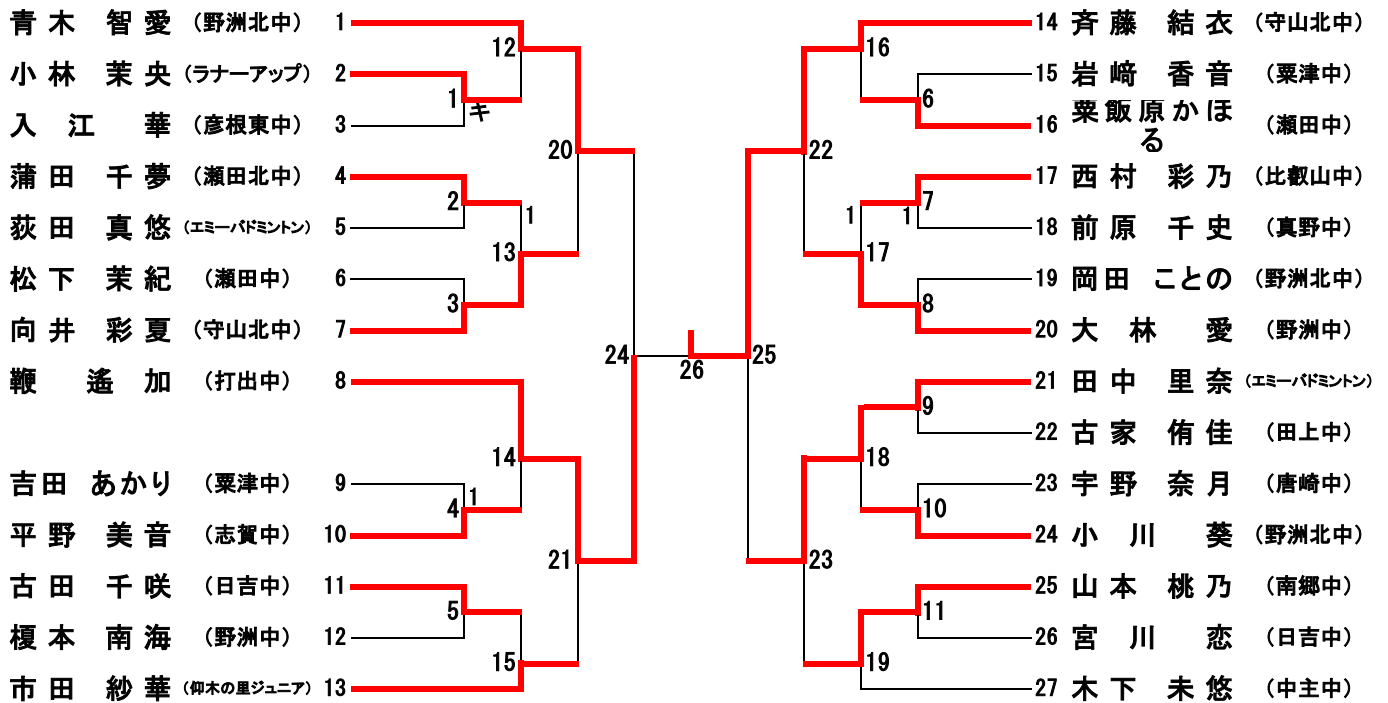 青木 智愛 (野洲北中) 1
小林 茉央 (ラナーアップ) 2
入江 華 (彦根東中) 3
蒲田 千夢 (瀬田北中) 4
荻田 真悠 (エミーバドミントン) 5
松下 茉紀 (瀬田中) 6
向井 彩夏 (守山北中) 7
鞭 遙加 (打出中) 8
吉田 あかり (粟津中) 9
平野 美音 (志賀中) 10
古田 千咲 (日吉中) 11
榎本 南海 (野洲中) 12
市田 紗華 (仰木の里ジュニア) 13
12
1 キ
20
2
1
13
3
24
14
1
4
21
5
15
26
25
16
6
22
7
1
1
17
8
9
18
10
23
11
19
14 斉藤 結衣 (守山北中)
15 岩﨑 香音 (粟津中)
16 粟飯原かほ
る (瀬田中)
17 西村 彩乃 (比叡山中)
18 前原 千史 (真野中)
19 岡田 ことの (野洲北中)
20 大林 愛 (野洲中)
21 田中 里奈 (エミーバドミントン)
22 古家 侑佳 (田上中)
23 宇野 奈月 (唐崎中)
24 小川 葵 (野洲北中)
25 山本 桃乃 (南郷中)
26 宮川 恋 (日吉中)
27 木下 未悠 (中主中)